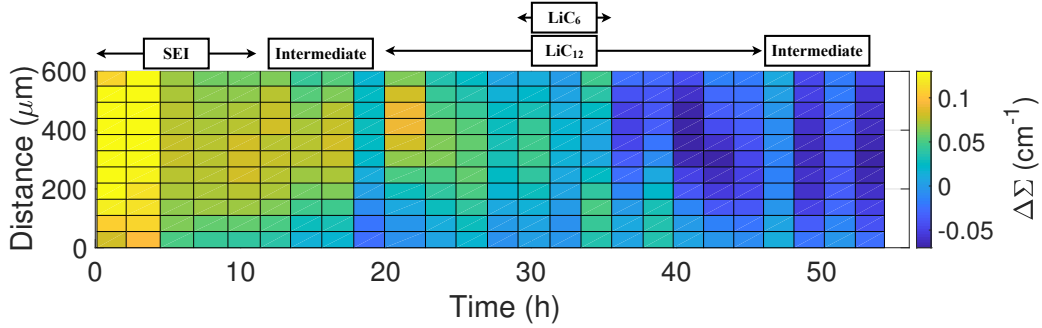 LiC6
SEI
Intermediate
LiC12
Intermediate
600
400
200
0
Distance (μm)
0
10
20
30
40
50
Time (h)
0.1
0.05
0
-0.05
ΔΣ (cm-1)